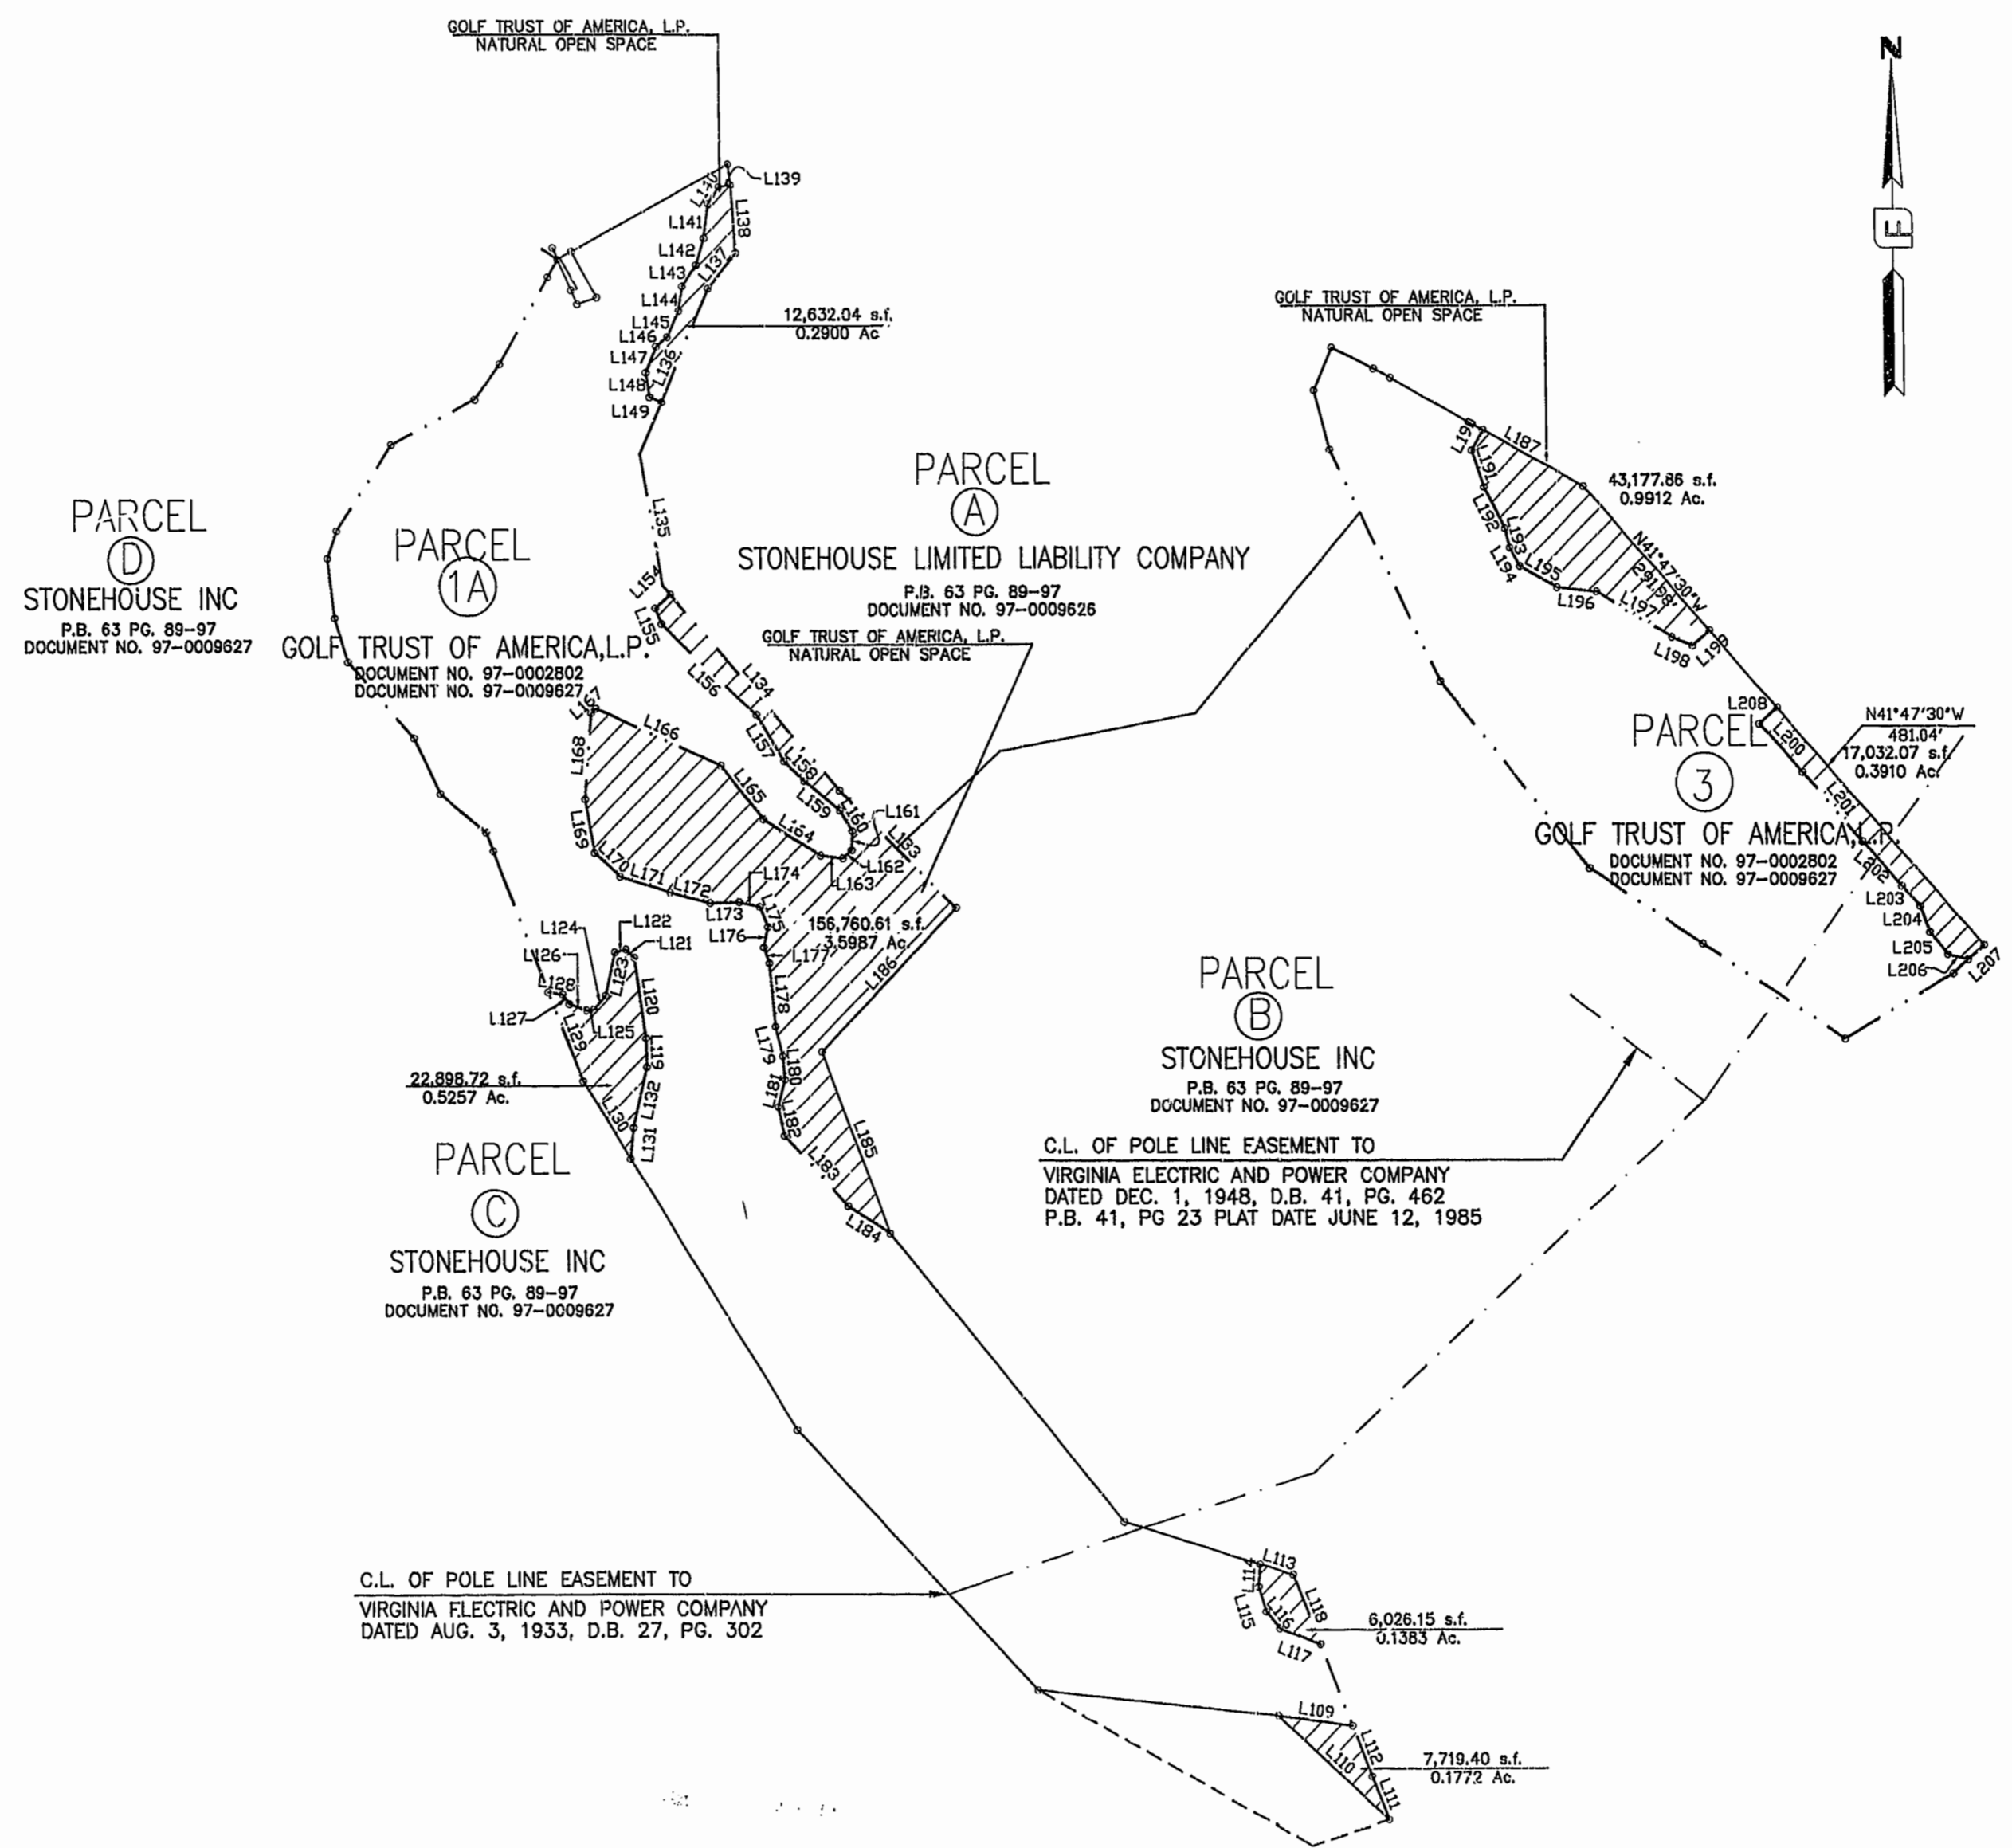 GOLF TRUST OF AMERICA, L.P.
NATURAL OPEN SPACE
N
E
L139
L140
L138
L141
L142
L137
L143
L144
L145
L146
L136
L147
L148
L149
12,632.04 s.f.
0.2900 Ac
GOLF TRUST OF AMERICA, L.P.
NATURAL OPEN SPACE
L190
L187
L191
L192
L193
L194
L195
L196
L197
L198
L199
43,177.86 s.f.
0.9912 Ac.
N41°47'30"W
291.98'
PARCEL
D
STONEHOUSE INC
P.B. 63 PG. 89-97
DOCUMENT NO. 97-0009627
PARCEL
1A
GOLF TRUST OF AMERICA,L.P.
DOCUMENT NO. 97-0002802
DOCUMENT NO. 97-0009627
PARCEL
A
STONEHOUSE LIMITED LIABILITY COMPANY
P.B. 63 PG. 89-97
DOCUMENT NO. 97-0009626
GOLF TRUST OF AMERICA, L.P.
NATURAL OPEN SPACE
L135
L154
L155
L156
L134
L157
L158
L159
L160
L161
L162
L163
L133
L164
L165
L166
L167
L168
L169
L170
L171
L172
L173
L174
L175
L176
L177
L178
L179
L180
L181
L182
L183
L184
L185
L186
156,760.61 s.f.
3.5987 Ac.
L208
L200
L201
L202
L203
L204
L205
L206
L207
N41°47'30"W
481.04'
17,032.07 s.f.
0.3910 Ac.
PARCEL
3
GOLF TRUST OF AMERICA,L.P.
DOCUMENT NO. 97-0002802
DOCUMENT NO. 97-0009627
L124
L122
L126
L121
L123
L128
L127
L125
L120
L129
L119
L132
L130
L131
22,898.72 s.f.
0.5257 Ac.
PARCEL
B
STONEHOUSE INC
P.B. 63 PG. 89-97
DOCUMENT NO. 97-0009627
C.L. OF POLE LINE EASEMENT TO
VIRGINIA ELECTRIC AND POWER COMPANY
DATED DEC. 1, 1948, D.B. 41, PG. 462
P.B. 41, PG 23 PLAT DATE JUNE 12, 1985
PARCEL
C
STONEHOUSE INC
P.B. 63 PG. 89-97
DOCUMENT NO. 97-0009627
C.L. OF POLE LINE EASEMENT TO
VIRGINIA ELECTRIC AND POWER COMPANY
DATED AUG. 3, 1933, D.B. 27, PG. 302
L113
L114
L115
L116
L117
L118
6,026.15 s.f.
0.1383 Ac.
L109
L110
L112
L111
7,719.40 s.f.
0.1772 Ac.